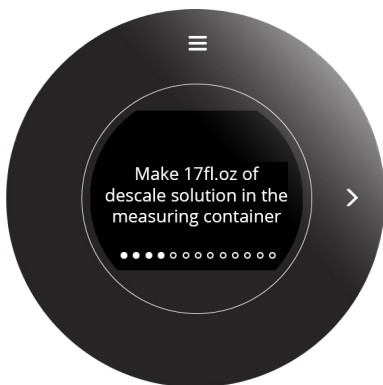 Make 17fl.oz of
descale solution in the
measuring container